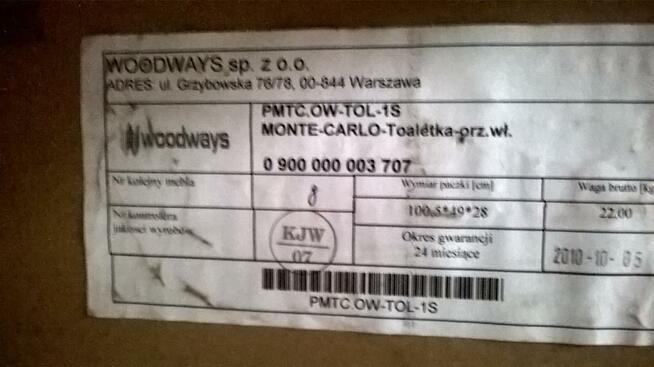 WOODWAYS sp. z o.o.
ADRES: ul. Grzybowska 76/78, 00-844 Warszawa
woodways
PMTC.OW-TOL-1S
MONTE-CARLO-Toaletka-prz.wł.
0 900 000 003 707
Nr kolejny mebla
8
Wymiar paczki [cm]
Waga brutto [Kg
100,5*49*28
22,00
Nr kontrolera
jakości wyrobów
KJW
07
Okres gwarancji
24 miesiące
2010-10-05
PMTC.OW-TOL-1S